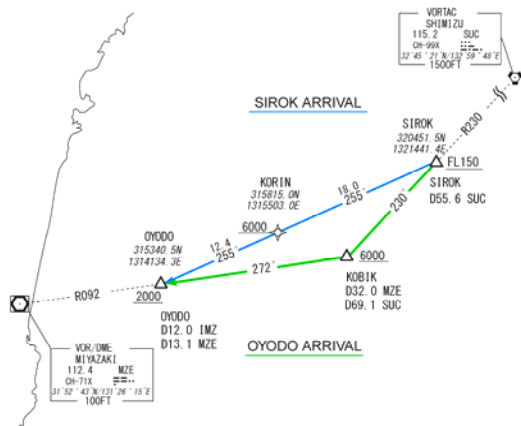 VORTAC
SHIMIZU
115.2 SUC
CH-99X
32°45'21"N/132°59'48"E
1500FT
SIROK ARRIVAL
R230
SIROK
320451.5N
1321441.4E
FL150
SIROK
D55.6 SUC
KORIN
315815.0N
1315503.0E
6000
18.0
255°
230°
OYODO
315340.5N
1314134.3E
12.4
255°
272°
6000
KOBIK
D32.0 MZE
D69.1 SUC
R092
2000
OYODO
D12.0 IMZ
D13.1 MZE
OYODO ARRIVAL
VOR/DME
MIYAZAKI
112.4 MZE
CH-71X
31°52'43"N/131°26'15"E
100FT